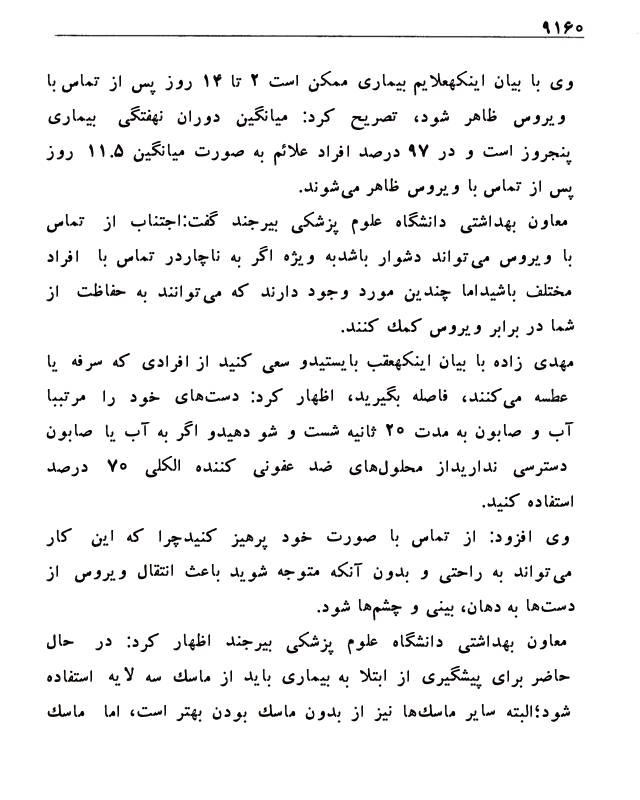 ۹۱۶۰
وی با بیان اینکهعلایم بیماری ممکن است ۲ تا ۱۴ روز پس از تماس با
ویروس ظاهر شود، تصریح کرد: میانگین دوران نهفتگی بیماری
پنجروز است و در ۹۷ درصد افراد علائم به صورت میانگین ۱۱.۵ روز
پس از تماس با ویروس ظاهر می‌شوند.
معاون بهداشتی دانشگاه علوم پزشکی بیرجند گفت:اجتناب از تماس
با ویروس می‌تواند دشوار باشدبه ویژه اگر به ناچاردر تماس با افراد
مختلف باشیداما چندین مورد وجود دارند که می‌توانند به حفاظت از
شما در برابر ویروس کمك کنند.
مهدی زاده با بیان اینکهعقب بایستیدو سعی کنید از افرادی که سرفه یا
عطسه می‌کنند، فاصله بگیرید، اظهار کرد: دست‌های خود را مرتببا
آب و صابون به مدت ۲۰ ثانیه شست و شو دهیدو اگر به آب یا صابون
دسترسی نداریداز محلول‌های ضد عفونی کننده الکلی ۷۰ درصد
استفاده کنید.
وی افزود: از تماس با صورت خود پرهیز کنیدچرا که این کار
می‌تواند به راحتی و بدون آنکه متوجه شوید باعث انتقال ویروس از
دست‌ها به دهان، بینی و چشم‌ها شود.
معاون بهداشتی دانشگاه علوم پزشکی بیرجند اظهار کرد: در حال
حاضر برای پیشگیری از ابتلا به بیماری باید از ماسك سه لایه استفاده
شود؛البته سایر ماسك‌ها نیز از بدون ماسك بودن بهتر است، اما ماسك